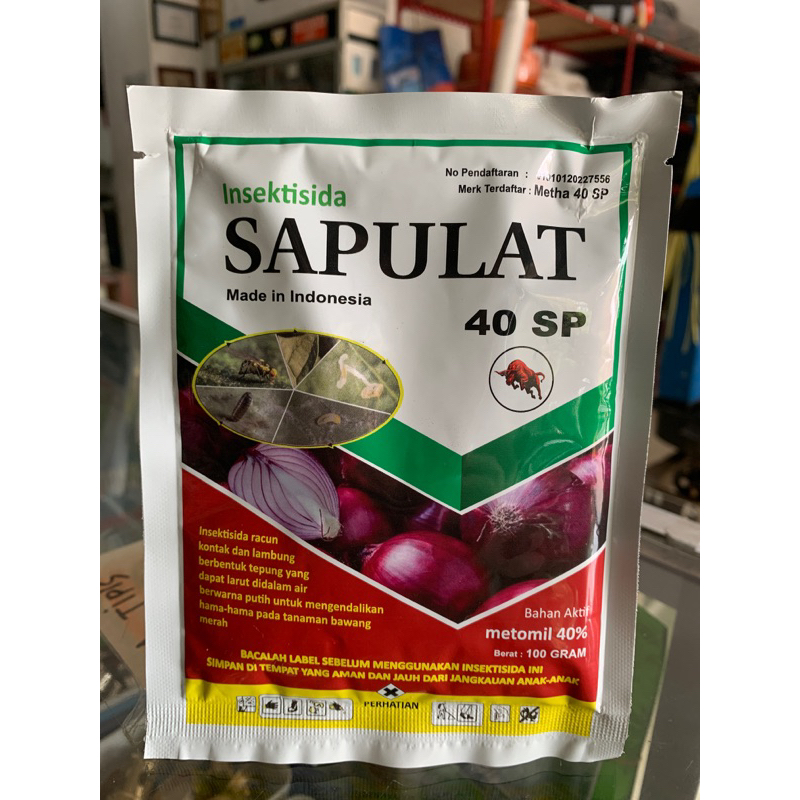 No Pendaftaran :
Merk Terdaftar : Metha 40 SP
Insektisida
SAPULAT
Made in Indonesia
40 SP
Insektisida racun
kontak dan lambung
berbentuk tepung yang
dapat larut didalam air
berwarna putih untuk mengendalikan
hama-hama pada tanaman bawang
merah
Bahan Aktif
metomil 40%
Berat : 100 GRAM
BACALAH LABEL SEBELUM MENGGUNAKAN INSEKTISIDA INI
SIMPAN DI TEMPAT YANG AMAN DAN JAUH DARI JANGKAUAN ANAK-ANAK
PERHATIAN
TIPS